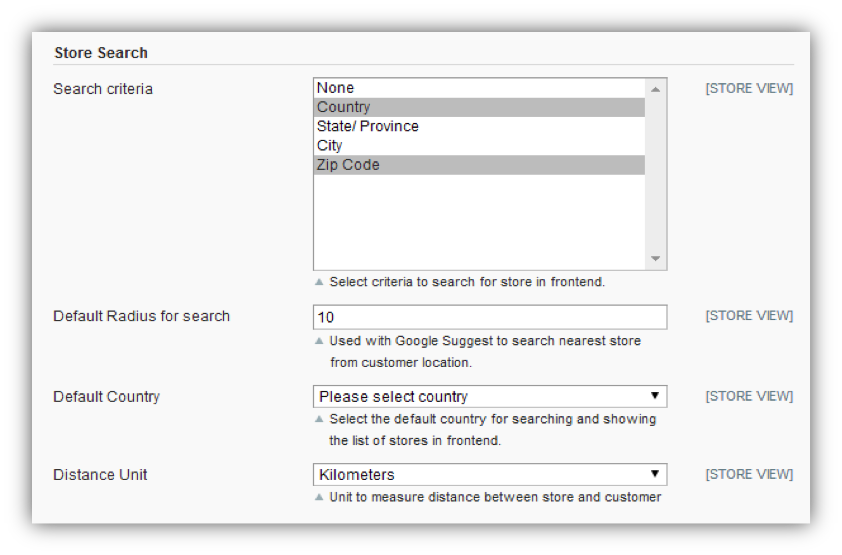 Store Search
Search criteria
None
[STORE VIEW]
Country
State/ Province
City
Zip Code
Select criteria to search for store in frontend.
Default Radius for search
10
[STORE VIEW]
Used with Google Suggest to search nearest store
from customer location.
Default Country
Please select country
[STORE VIEW]
Select the default country for searching and showing
the list of stores in frontend.
Distance Unit
Kilometers
[STORE VIEW]
Unit to measure distance between store and customer